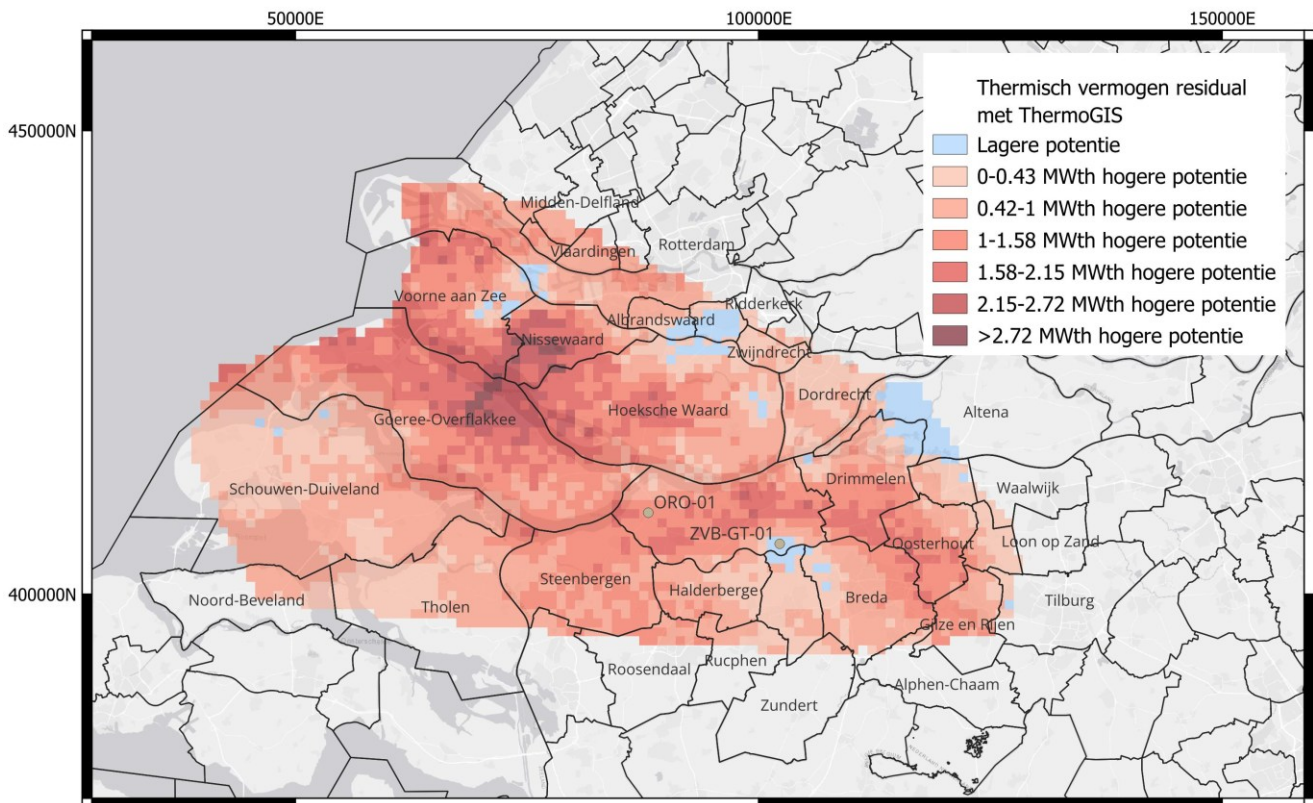 50000E
100000E
150000E
450000N
400000N
Thermisch vermogen residual
met ThermoGIS
Lagere potentie
0-0.43 MWth hogere potentie
0.42-1 MWth hogere potentie
1-1.58 MWth hogere potentie
1.58-2.15 MWth hogere potentie
2.15-2.72 MWth hogere potentie
>2.72 MWth hogere potentie
Midden-Delfland
Vlaardingen
Rotterdam
Voorne aan Zee
Ridderkerk
Albrandswaard
Nissewaard
Zwijndrecht
Dordrecht
Hoeksche Waard
Altena
Goeree-Overflakkee
Drimmelen
Schouwen-Duiveland
Waalwijk
ORO-01
ZVB-GT-01
Oosterhout
Loon op Zand
Steenbergen
Halderberge
Breda
Noord-Beveland
Tholen
Tilburg
Gilze en Rijen
Roosendaal
Rucphen
Alphen-Chaam
Zundert